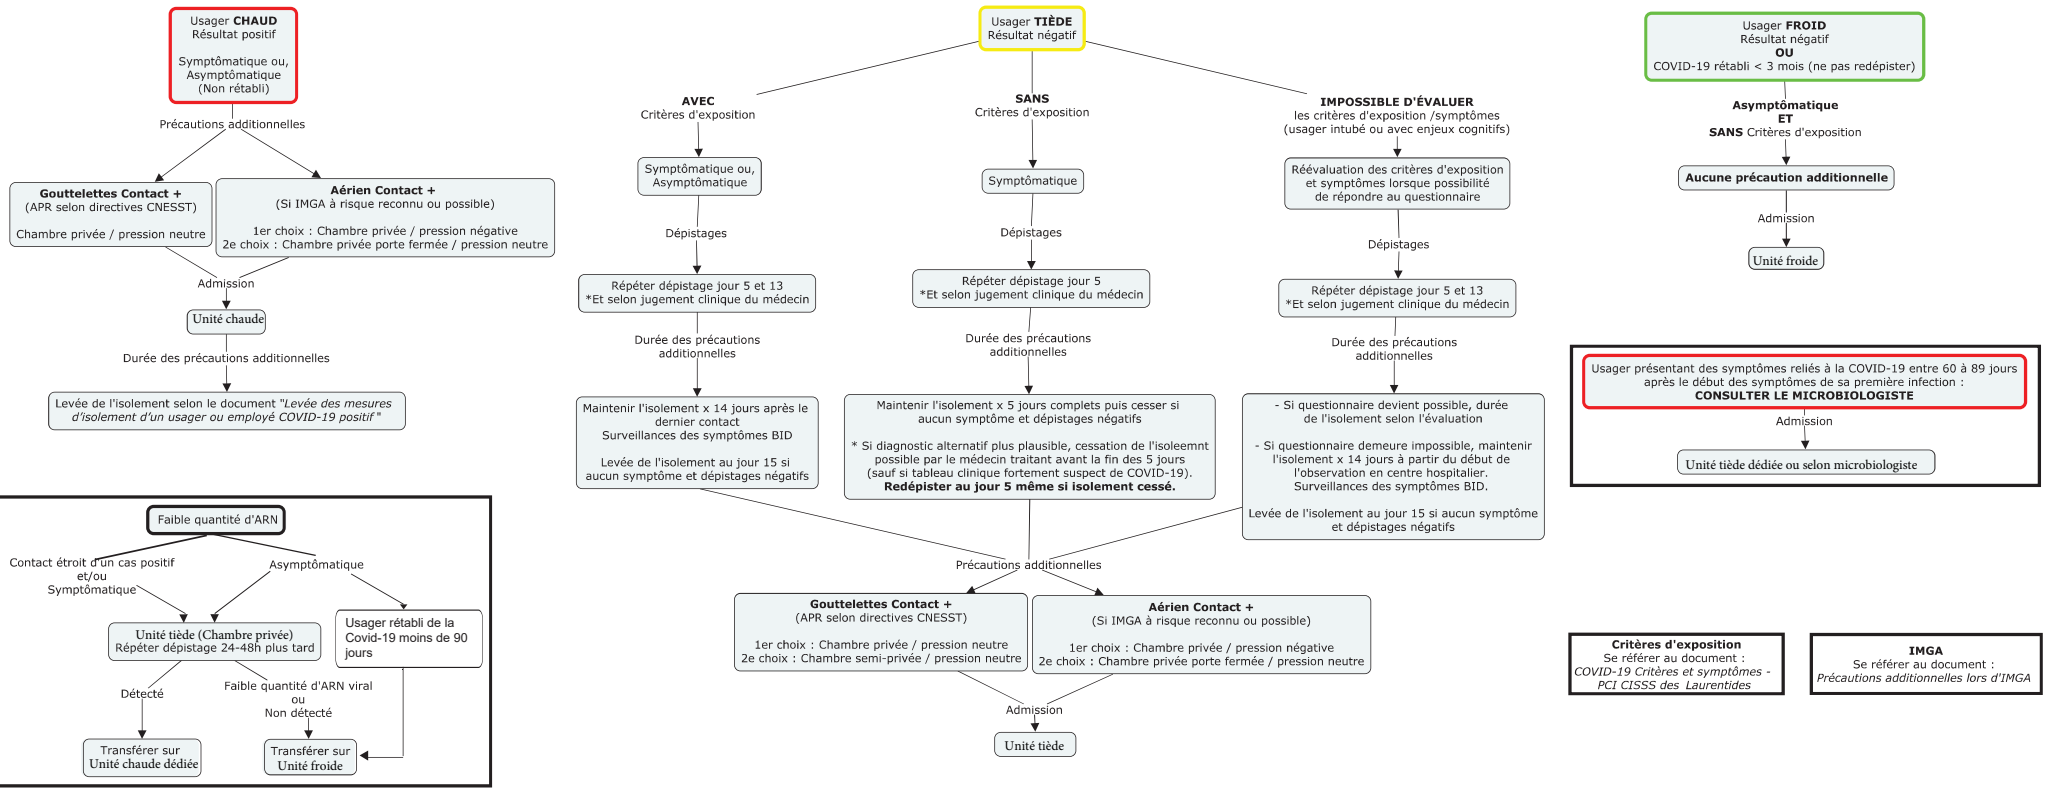 Usager CHAUD
Résultat positif
Symptômatique ou,
Asymptômatique
(Non rétabli)
Précautions additionnelles
Gouttelettes Contact +
(APR selon directives CNESST)
Chambre privée / pression neutre
Aérien Contact +
(Si IMGA à risque reconnu ou possible)
1er choix : Chambre privée / pression négative
2e choix : Chambre privée porte fermée / pression neutre
Admission
Unité chaude
Durée des précautions additionnelles
Levée de l'isolement selon le document "Levée des mesures
d'isolement d'un usager ou employé COVID-19 positif "
Faible quantité d'ARN
Contact étroit d'un cas positif
et/ou
Symptômatique
Asymptômatique
Unité tiède (Chambre privée)
Répéter dépistage 24-48h plus tard
Usager rétabli de la
Covid-19 moins de 90
jours
Détecté
Faible quantité d'ARN viral
ou
Non détecté
Transférer sur
Unité chaude dédiée
Transférer sur
Unité froide
Usager TIÈDE
Résultat négatif
AVEC
Critères d'exposition
Symptômatique ou,
Asymptômatique
Dépistages
Répéter dépistage jour 5 et 13
*Et selon jugement clinique du médecin
Durée des précautions
additionnelles
Maintenir l'isolement x 14 jours après le
dernier contact
Surveillances des symptômes BID
Levée de l'isolement au jour 15 si
aucun symptôme et dépistages négatifs
SANS
Critères d'exposition
Symptômatique
Dépistages
Répéter dépistage jour 5
*Et selon jugement clinique du médecin
Durée des précautions
additionnelles
Maintenir l'isolement x 5 jours complets puis cesser si
aucun symptôme et dépistages négatifs
* Si diagnostic alternatif plus plausible, cessation de l'isoleemnt
possible par le médecin traitant avant la fin des 5 jours
(sauf si tableau clinique fortement suspect de COVID-19).
Redépister au jour 5 même si isolement cessé.
IMPOSSIBLE D'ÉVALUER
les critères d'exposition /symptômes
(usager intubé ou avec enjeux cognitifs)
Réévaluation des critères d'exposition
et symptômes lorsque possibilité
de répondre au questionnaire
Dépistages
Répéter dépistage jour 5 et 13
*Et selon jugement clinique du médecin
Durée des précautions
additionnelles
- Si questionnaire devient possible, durée
de l'isolement selon l'évaluation
- Si questionnaire demeure impossible, maintenir
l'isolement x 14 jours à partir du début de
l'observation en centre hospitalier.
Surveillances des symptômes BID.
Levée de l'isolement au jour 15 si aucun symptôme
et dépistages négatifs
Précautions additionnelles
Gouttelettes Contact +
(APR selon directives CNESST)
1er choix : Chambre privée / pression neutre
2e choix : Chambre semi-privée / pression neutre
Aérien Contact +
(Si IMGA à risque reconnu ou possible)
1er choix : Chambre privée / pression négative
2e choix : Chambre privée porte fermée / pression neutre
Admission
Unité tiède
Usager FROID
Résultat négatif
OU
COVID-19 rétabli < 3 mois (ne pas redépister)
Asymptômatique
ET
SANS Critères d'exposition
Aucune précaution additionnelle
Admission
Unité froide
Usager présentant des symptômes reliés à la COVID-19 entre 60 à 89 jours
après le début des symptômes de sa première infection :
CONSULTER LE MICROBIOLOGISTE
Admission
Unité tiède dédiée ou selon microbiologiste
Critères d'exposition
Se référer au document :
COVID-19 Critères et symptômes -
PCI CISSS des Laurentides
IMGA
Se référer au document :
Précautions additionnelles lors d'IMGA